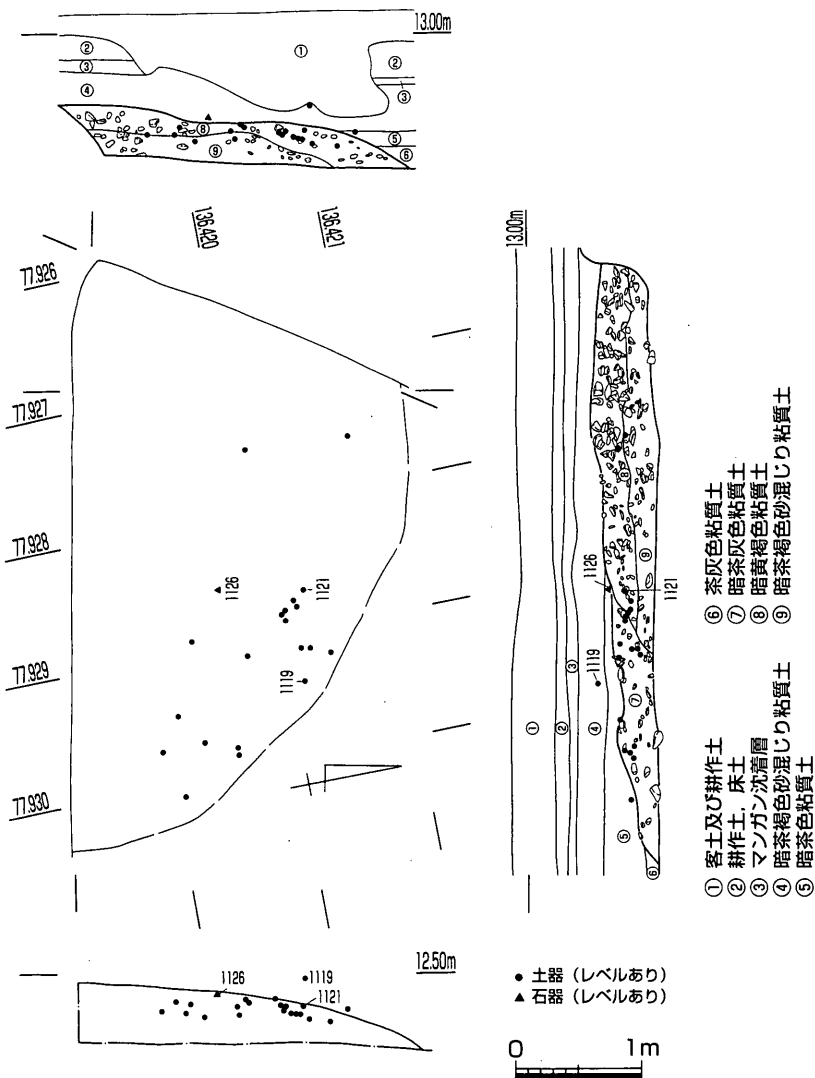 13.00m
②
①
②
③
③
④
⑧
⑤
⑨
⑥
136.420
136.421
77.926
77.927
77.928
77.929
77.930
1126
1121
1119
13.00m
⑧
⑨
1126
1121
③
1119
⑦
①
②
④
⑤
⑥
① 客土及び耕作土
② 耕作土，床土
③ マンガン沈着層
④ 暗茶褐色砂混じり粘質土
⑤ 暗茶色粘質土
⑥ 茶灰色粘質土
⑦ 暗茶灰色粘質土
⑧ 暗黄褐色粘質土
⑨ 暗茶褐色砂混じり粘質土
12.50m
1126
1119
1121
● 土器（レベルあり）
▲ 石器（レベルあり）
0 1m